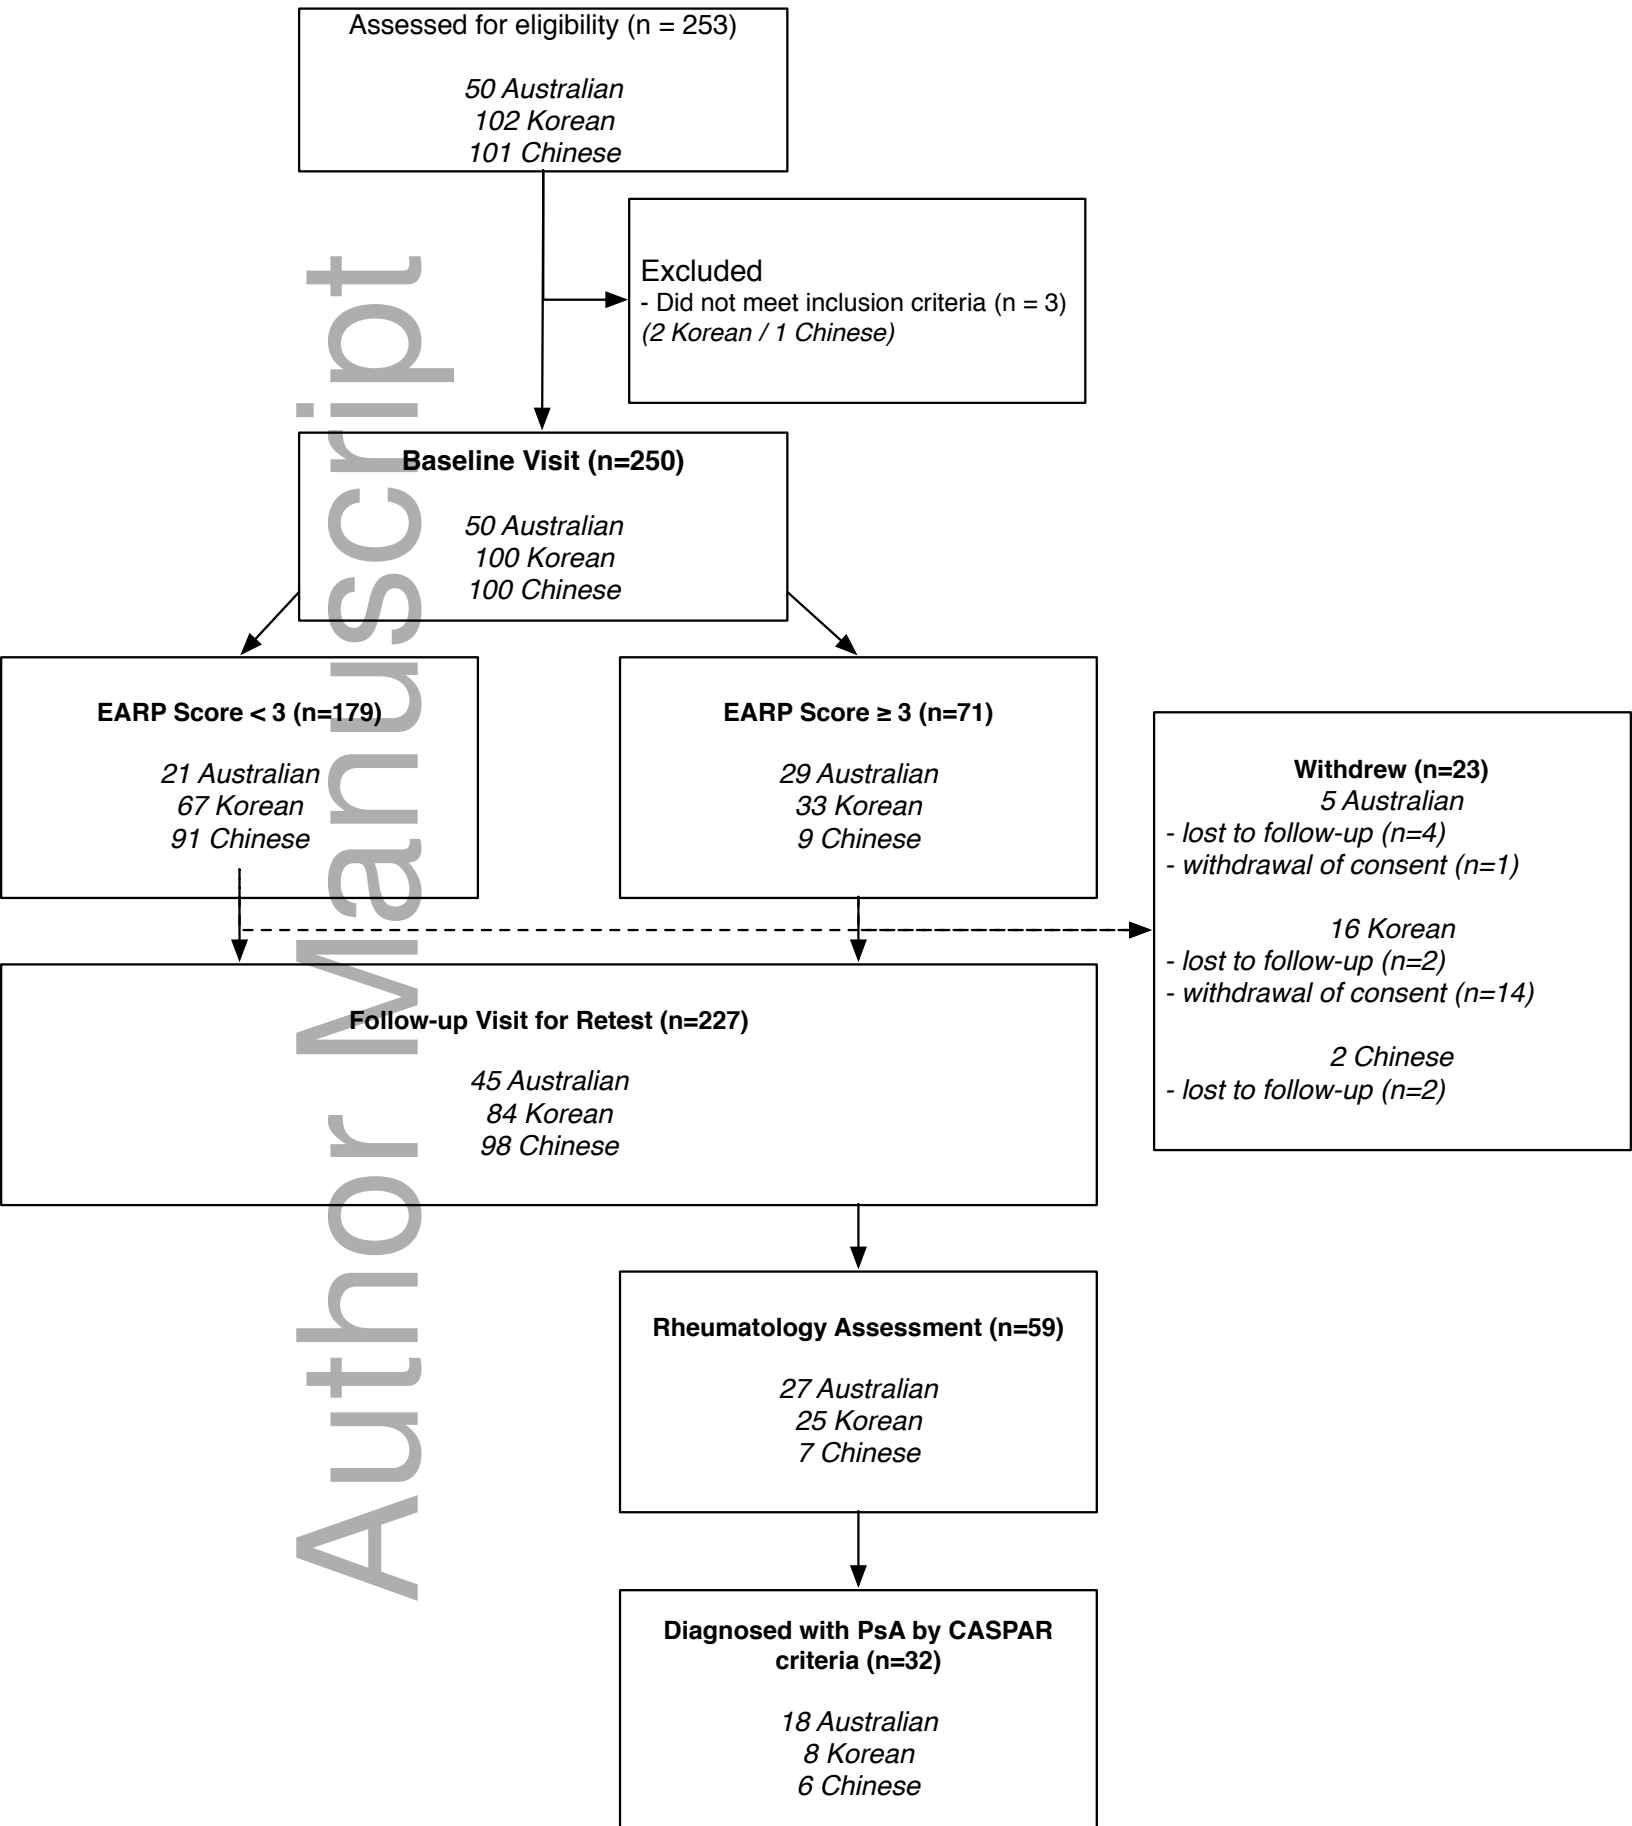 Assessed for eligibility (n = 253)
50 Australian
102 Korean
101 Chinese
Excluded
- Did not meet inclusion criteria (n = 3)
(2 Korean / 1 Chinese)
Baseline Visit (n=250)
50 Australian
100 Korean
100 Chinese
EARP Score < 3 (n=179)
21 Australian
67 Korean
91 Chinese
EARP Score ≥ 3 (n=71)
29 Australian
33 Korean
9 Chinese
Withdrew (n=23)
5 Australian
- lost to follow-up (n=4)
- withdrawal of consent (n=1)
16 Korean
- lost to follow-up (n=2)
- withdrawal of consent (n=14)
2 Chinese
- lost to follow-up (n=2)
Follow-up Visit for Retest (n=227)
45 Australian
84 Korean
98 Chinese
Rheumatology Assessment (n=59)
27 Australian
25 Korean
7 Chinese
Diagnosed with PsA by CASPAR
criteria (n=32)
18 Australian
8 Korean
6 Chinese
Author Manuscript